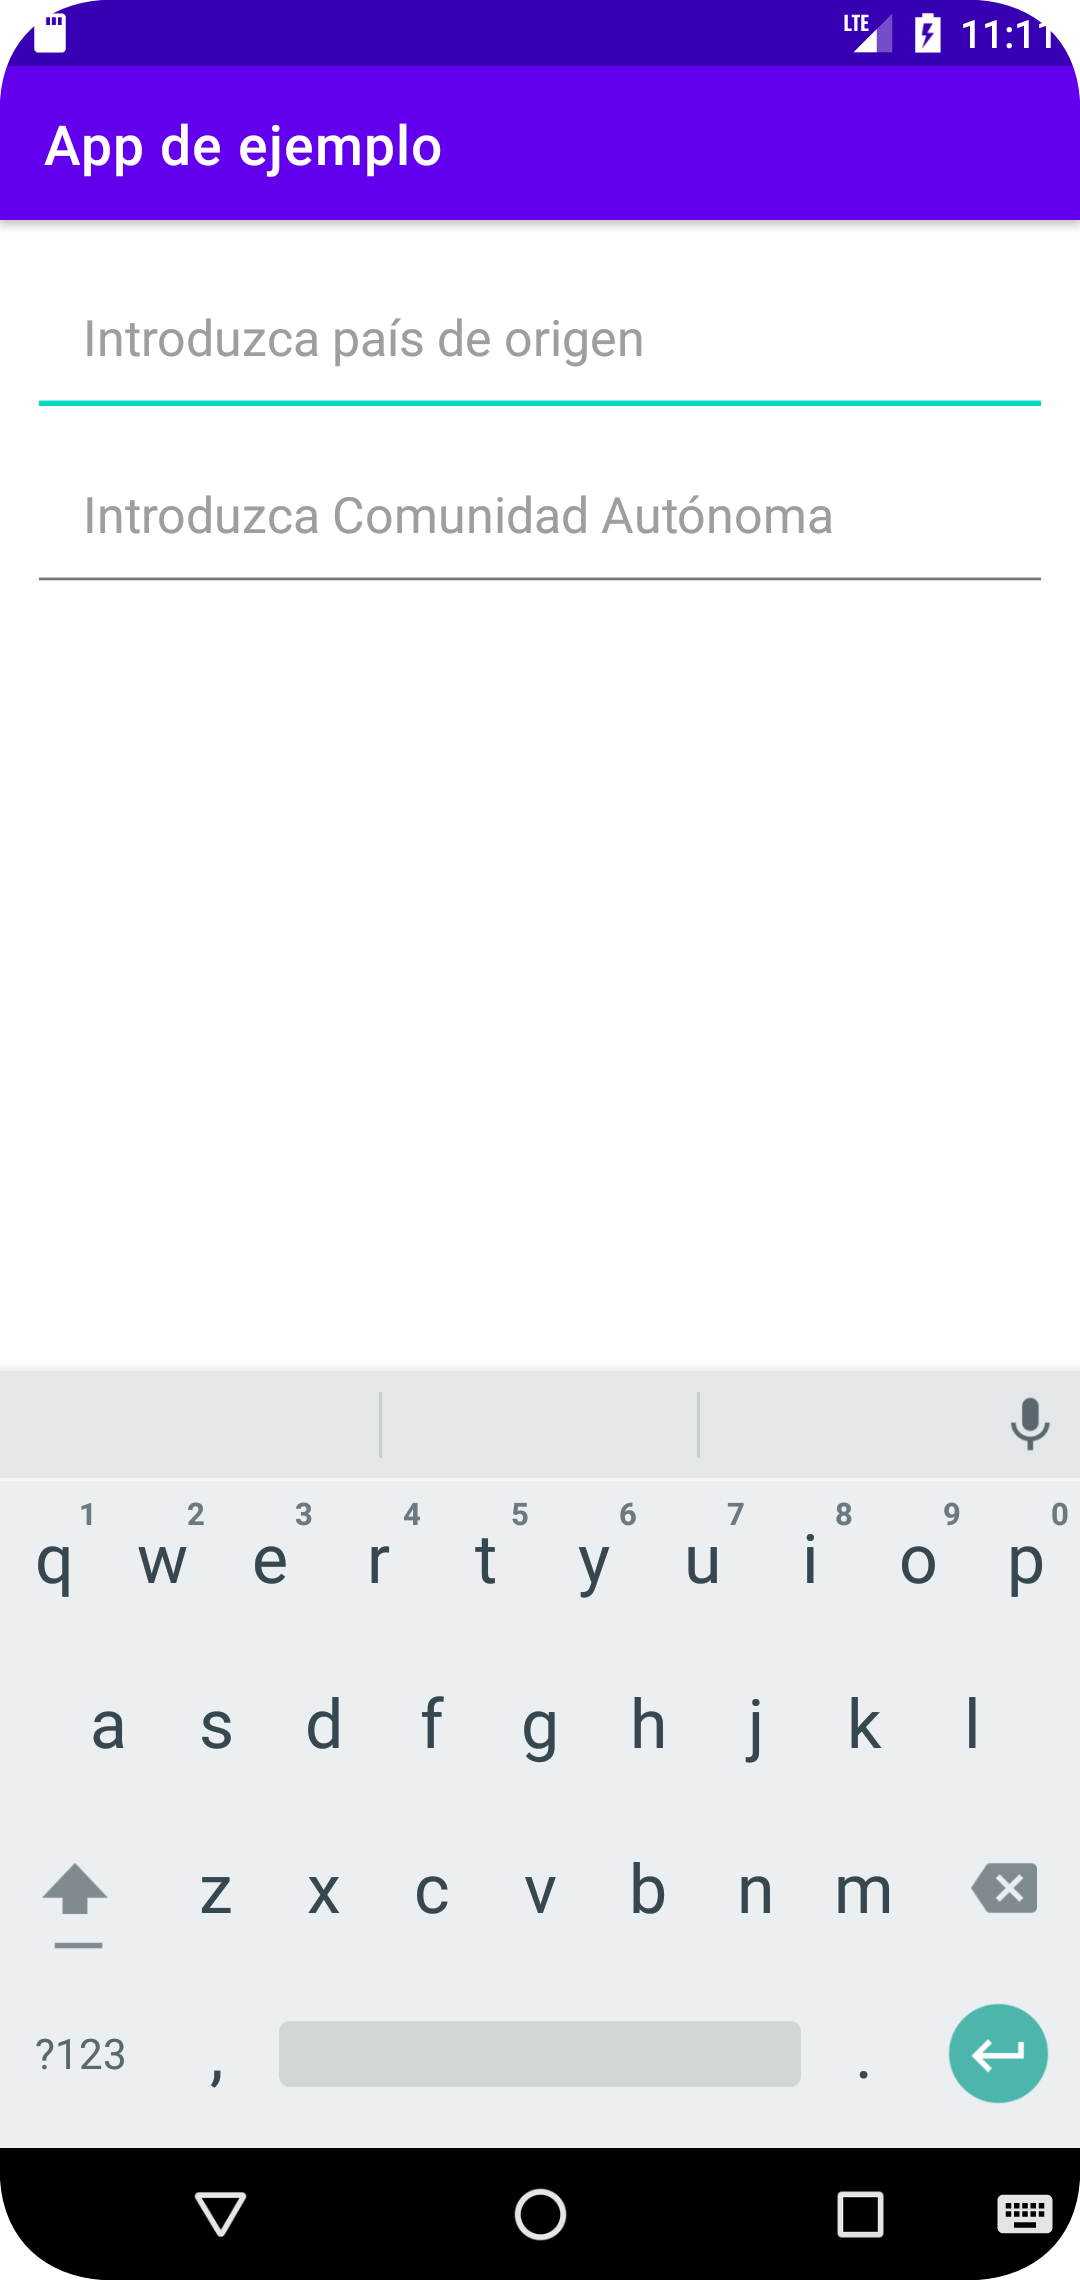 LTE 11:11
App de ejemplo
Introduzca país de origen
Introduzca Comunidad Autónoma
1 2 3 4 5 6 7 8 9 0
q w e r t y u i o p
a s d f g h j k l
z x c v b n m
?123 , .